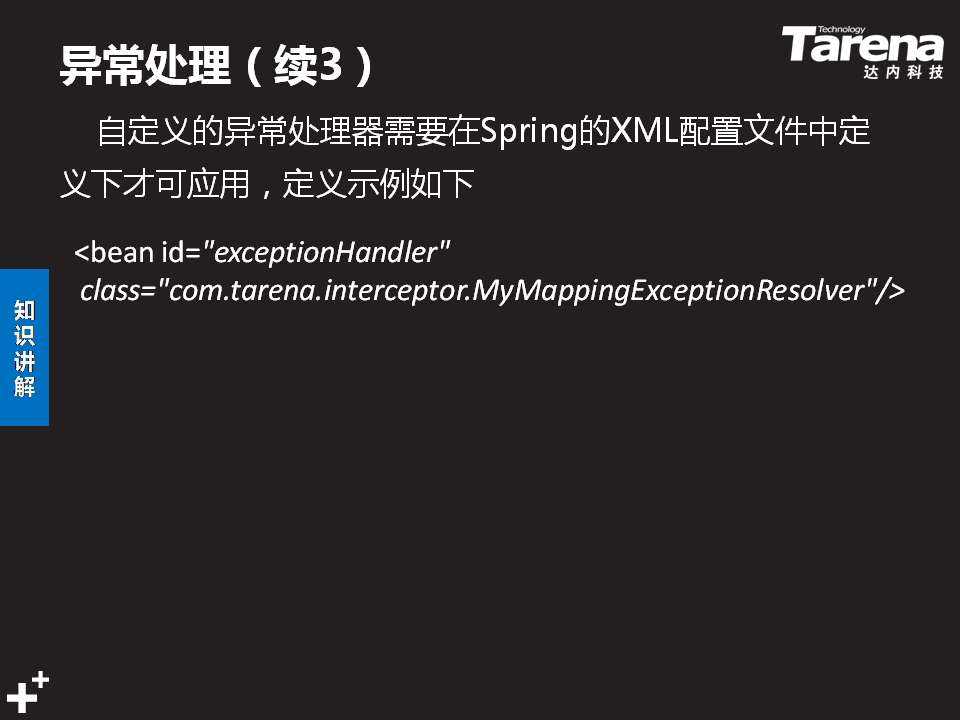 异常处理（续3）
Technology
Tarena
达内科技
自定义的异常处理器需要在Spring的XML配置文件中定
义下才可应用，定义示例如下
<bean id="exceptionHandler"
class="com.tarena.interceptor.MyMappingExceptionResolver"/>
知
识
讲
解